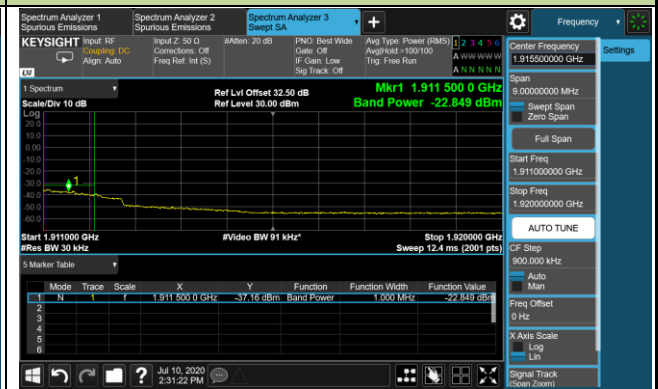 Spectrum Analyzer 1
Spurious Emissions
Spectrum Analyzer 2
Spurious Emissions
Spectrum Analyzer 3
Swept SA
Frequency
KEYSIGHT
Input: RF
Coupling: DC
Align: Auto
Input Z: 50 Ω
Corrections: Off
Freq Ref: Int (S)
#Atten: 20 dB
PNO: Best Wide
Gate: Off
IF Gain: Low
Sig Track: Off
Avg Type: Power (RMS)
Avg|Hold:>100/100
Trig: Free Run
1 2 3 4 5 6
A W W W W W
A N N N N N
LXI
1 Spectrum
Scale/Div 10 dB
Ref Lvl Offset 32.50 dB
Ref Level 30.00 dBm
Mkr1 1.911 500 0 GHz
Band Power -22.849 dBm
Log
20.0
10.0
0.00
-10.0
-20.0
-30.0
-40.0
-50.0
-60.0
1
Start 1.911000 GHz
#Res BW 30 kHz
#Video BW 91 kHz*
Stop 1.920000 GHz
Sweep 12.4 ms (2001 pts)
5 Marker Table
Mode Trace Scale X Y Function Function Width Function Value
1 N 1 f 1.911 500 0 GHz -37.16 dBm Band Power 1.000 MHz -22.849 dBm
2
3
4
5
6
Jul 10, 2020
2:31:22 PM
Center Frequency
1.915500000 GHz
Settings
Span
9.00000000 MHz
Swept Span
Zero Span
Full Span
Start Freq
1.911000000 GHz
Stop Freq
1.920000000 GHz
AUTO TUNE
CF Step
900.000 kHz
Auto
Man
Freq Offset
0 Hz
X Axis Scale
Log
Lin
Signal Track
(Span Zoom)